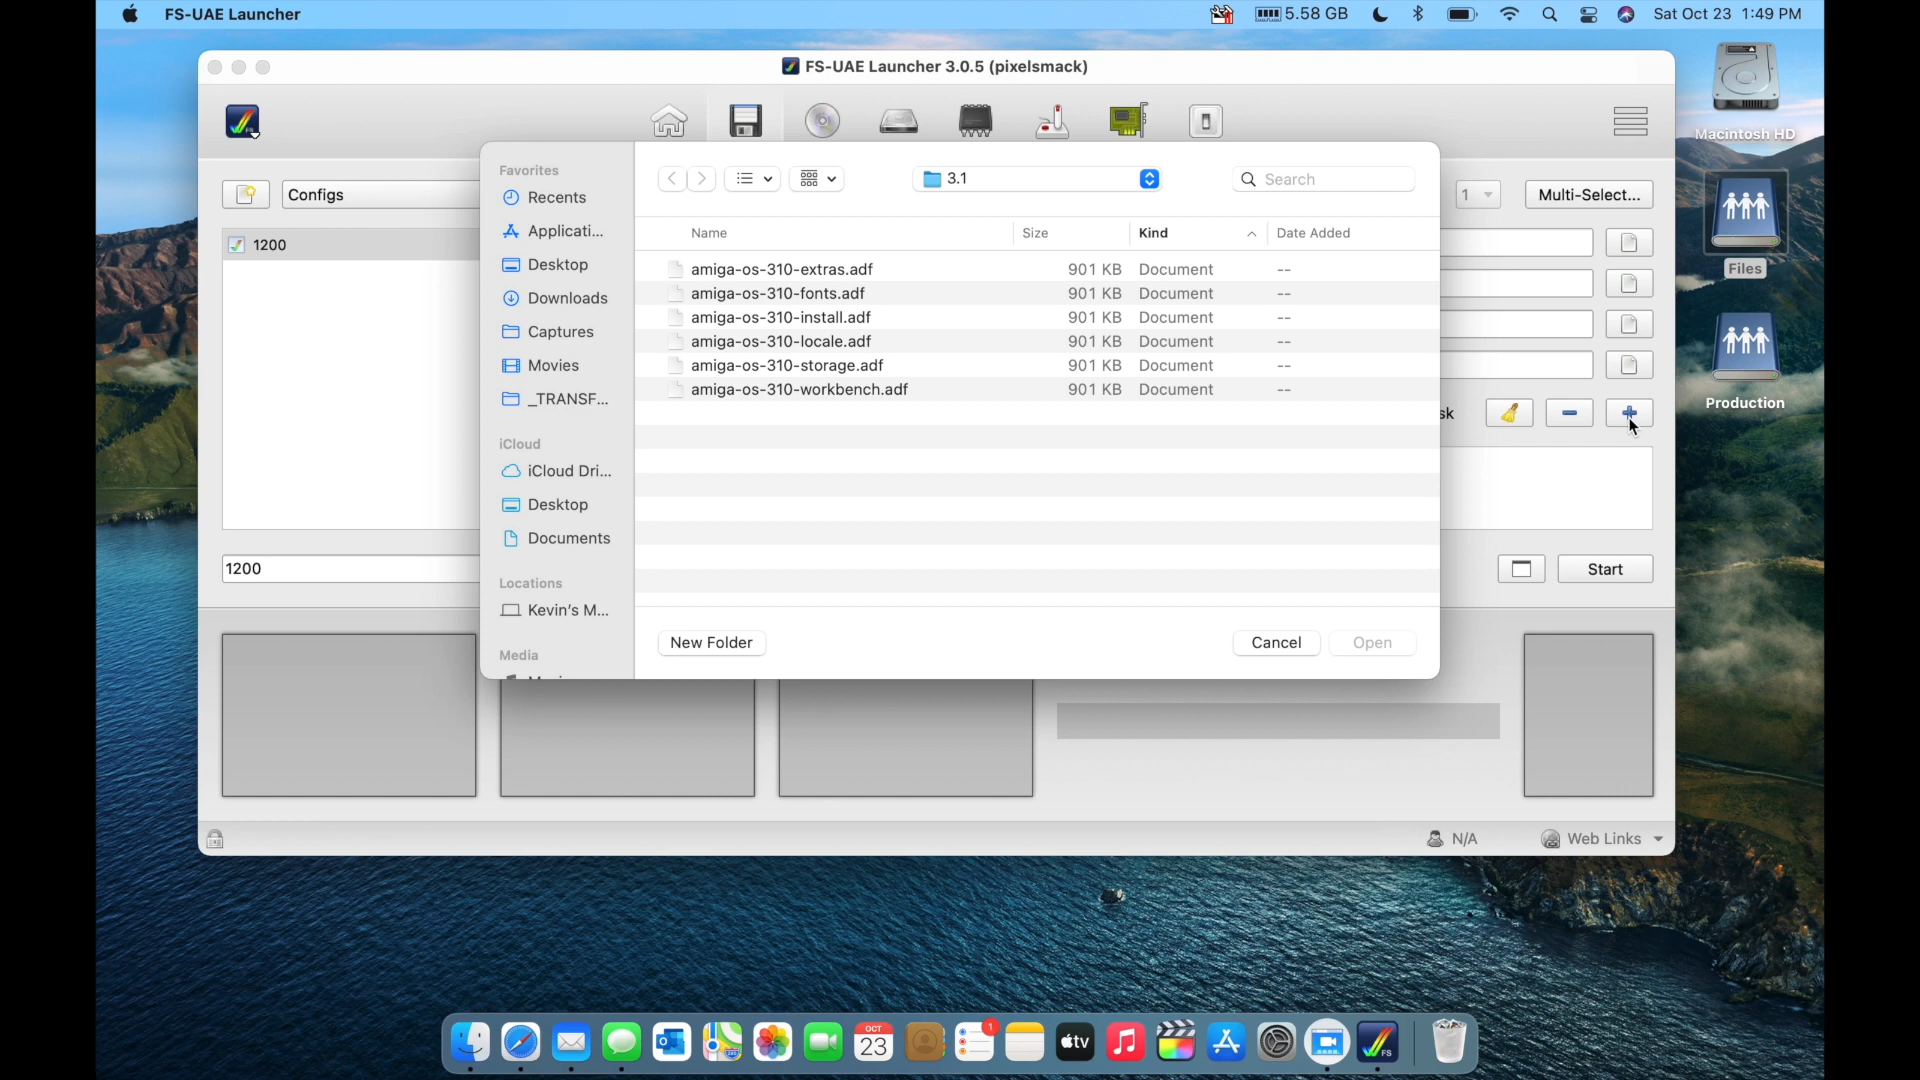 FS-UAE Launcher
5.58 GB
Sat Oct 23 1:49 PM
FS-UAE Launcher 3.0.5 (pixelsmack)
Macintosh HD
Files
Production
Configs
1
Multi-Select...
1200
1200
sk
Start
Favorites
Recents
Applicati...
Desktop
Downloads
Captures
Movies
_TRANSF...
iCloud
iCloud Dri...
Desktop
Documents
Locations
Kevin's M...
Media
3.1
Search
Name Size Kind Date Added
amiga-os-310-extras.adf 901 KB Document --
amiga-os-310-fonts.adf 901 KB Document --
amiga-os-310-install.adf 901 KB Document --
amiga-os-310-locale.adf 901 KB Document --
amiga-os-310-storage.adf 901 KB Document --
amiga-os-310-workbench.adf 901 KB Document --
New Folder
Cancel
Open
N/A
Web Links
OCT
23
1
tv
FS